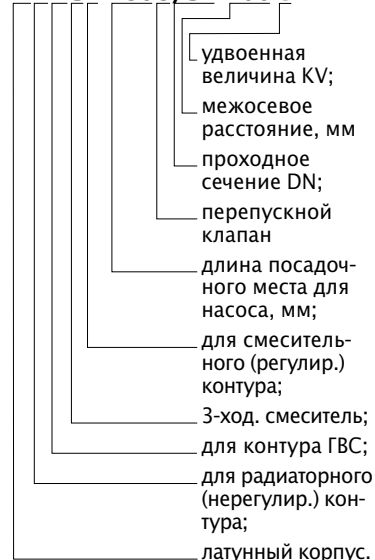 удвоенная
величина KV;
межосевое
расстояние, мм
проходное
сечение DN;
перепускной
клапан
длина посадоч-
ного места для
насоса, мм;
для смеситель-
ного (регулир.)
контура;
3-ход. смеситель;
для контура ГВС;
для радиаторного
(нерегулир.) кон-
тура;
латунный корпус.